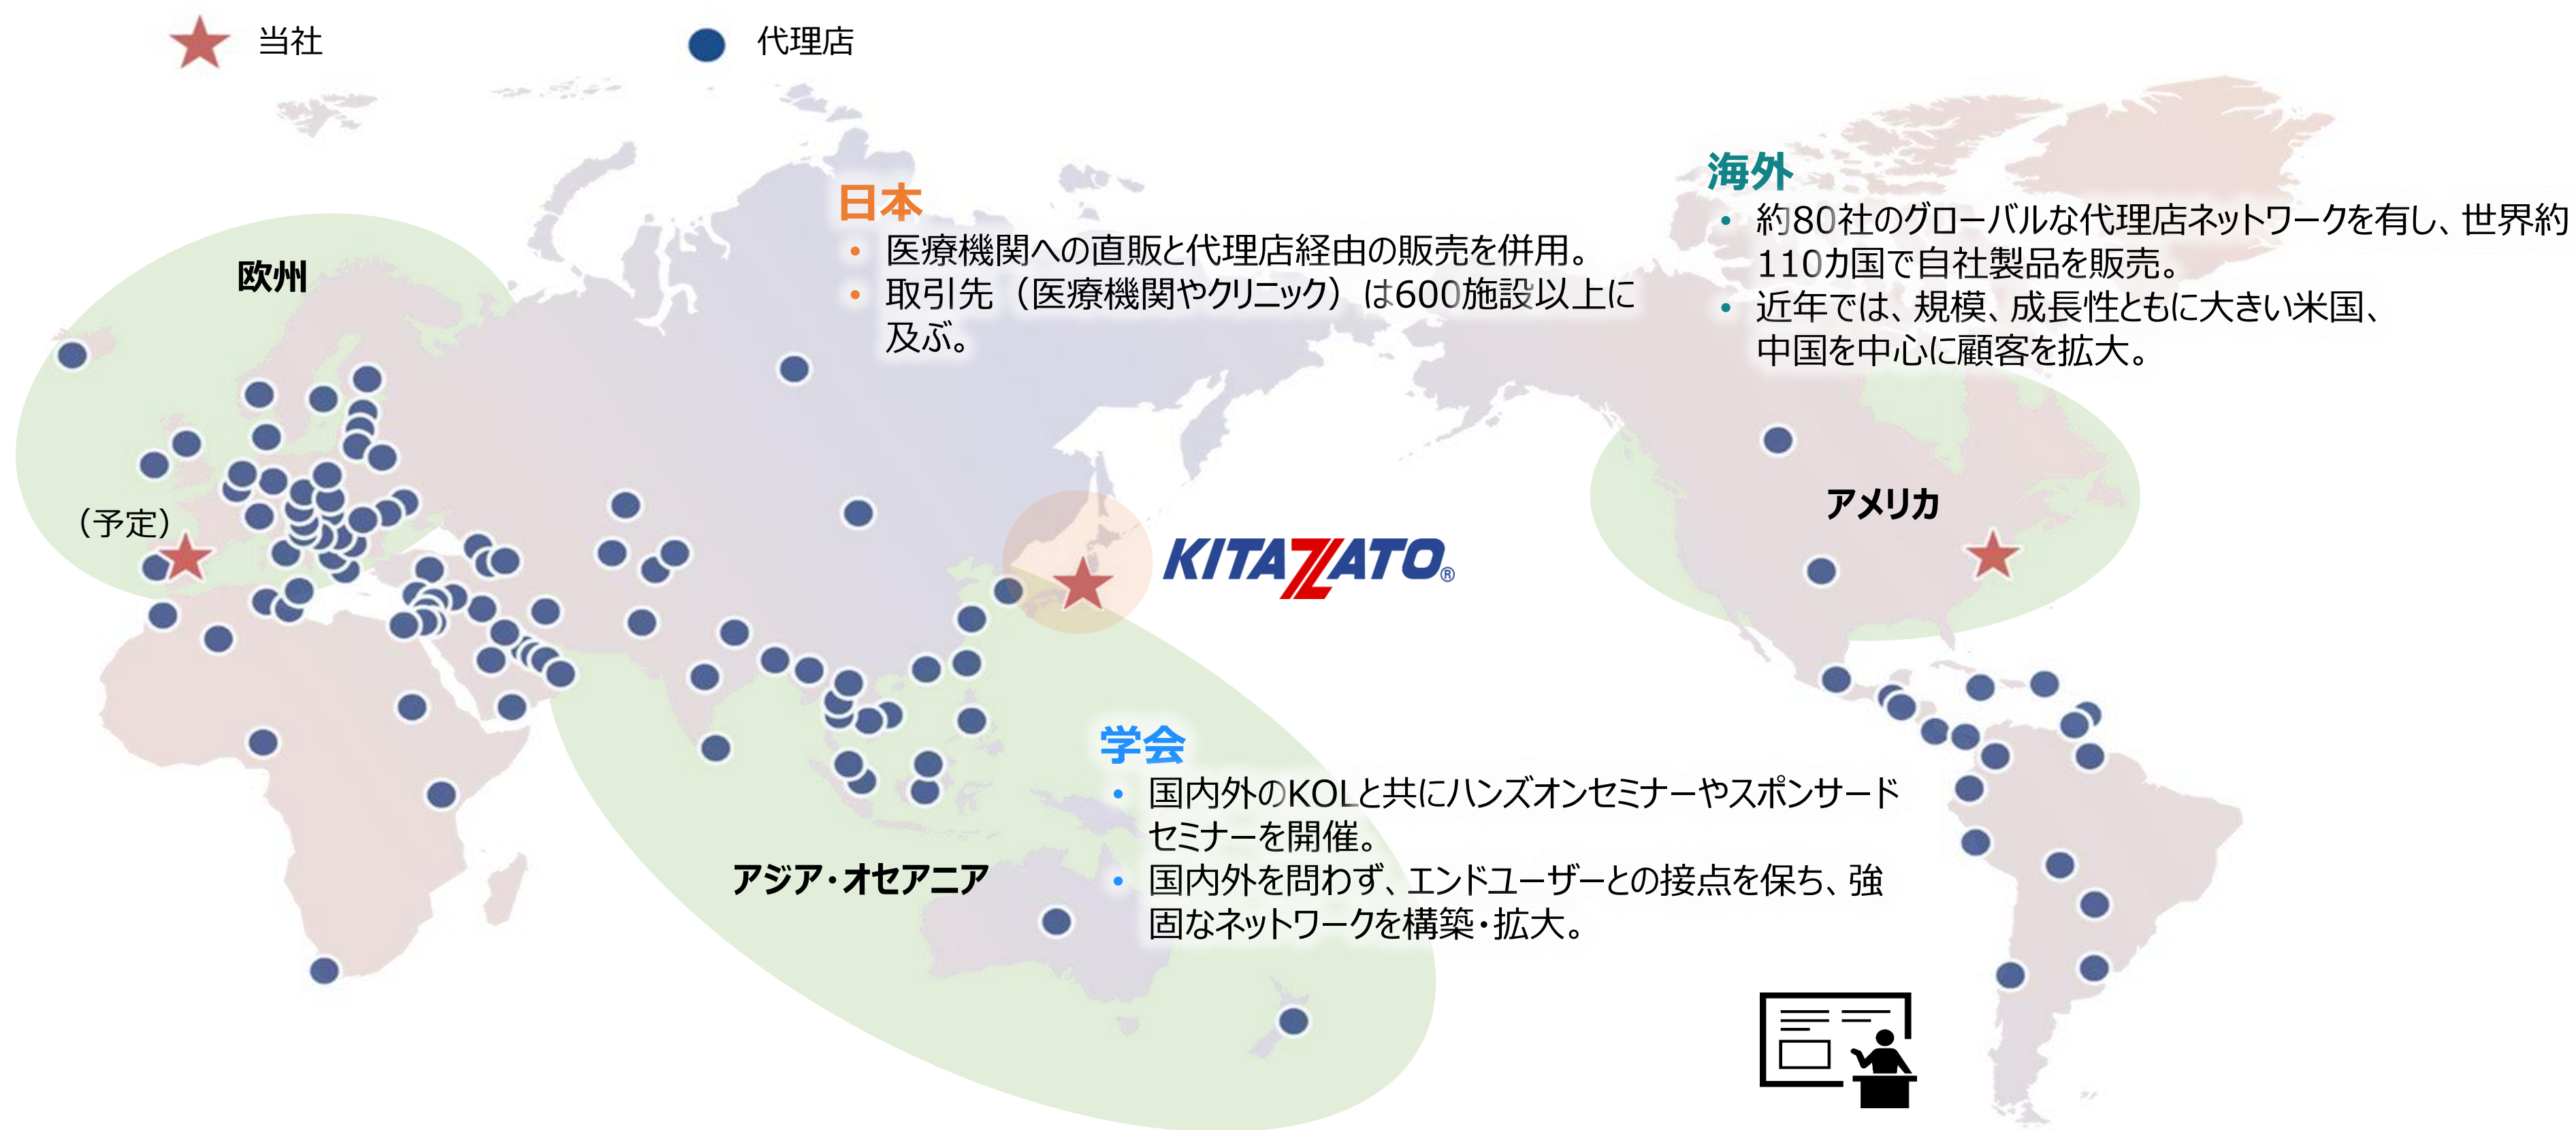 当社
代理店
日本
• 医療機関への直販と代理店経由の販売を併用。
• 取引先（医療機関やクリニック）は600施設以上に
及ぶ。
海外
• 約80社のグローバルな代理店ネットワークを有し、世界約
110カ国で自社製品を販売。
• 近年では、規模、成長性ともに大きい米国、
中国を中心に顧客を拡大。
欧州
（予定）
KITAZATO®
アメリカ
学会
• 国内外のKOLと共にハンズオンセミナーやスポンサード
セミナーを開催。
• 国内外を問わず、エンドユーザーとの接点を保ち、強
固なネットワークを構築・拡大。
アジア・オセアニア